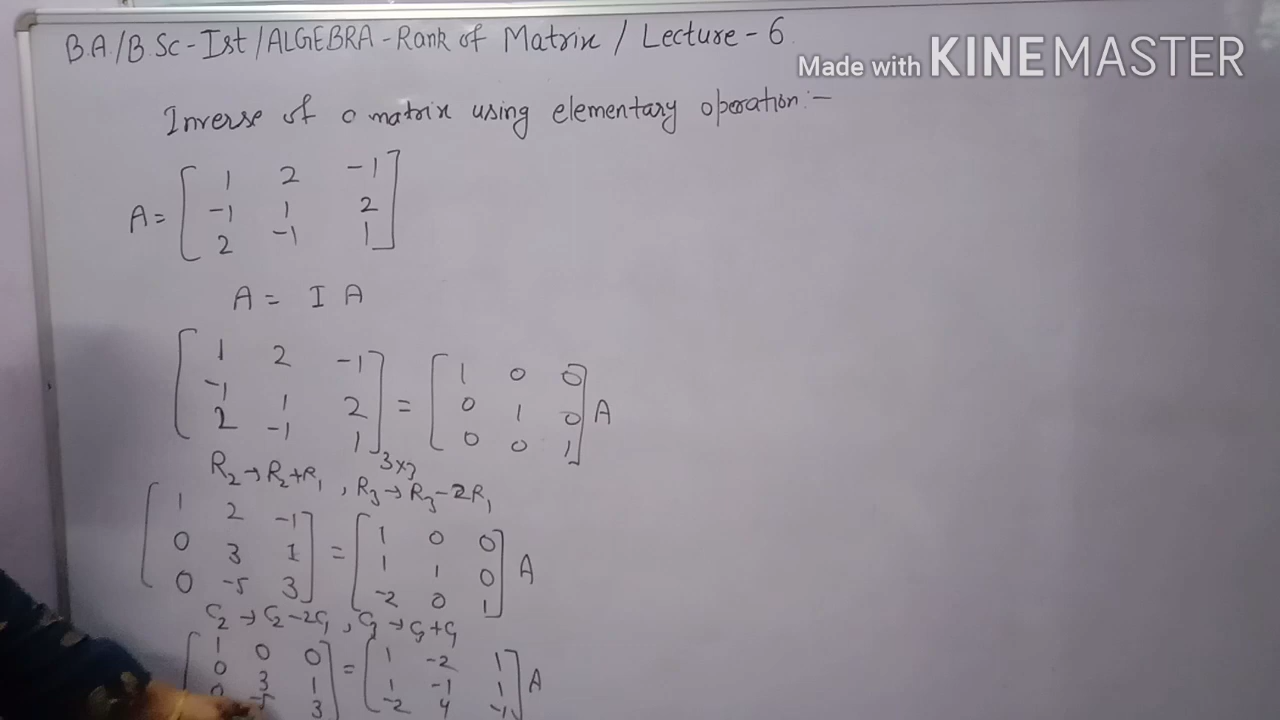 B.A./B.Sc-Ist/ALGEBRA-Rank of Matrix / Lecture-6
Made with KINEMASTER
Inverse of a matrix using elementary operation:-
A= [ 1 2 -1
-1 1 2
2 -1 1 ]
A = I A
[ 1 2 -1
-1 1 2
2 -1 1 ] 3x3 = [ 1 0 0
0 1 0
0 0 1 ] A
R2→R2+R1, R3→R3-2R1
[ 1 2 -1
0 3 1
0 -5 3 ] = [ 1 0 0
1 1 0
-2 0 1 ] A
C2→C2-2C1, C3→C3+C1
[ 1 0 0
0 3 1
0 -5 3 ] = [ 1 -2 1
1 -1 1
-2 4 -1 ] A